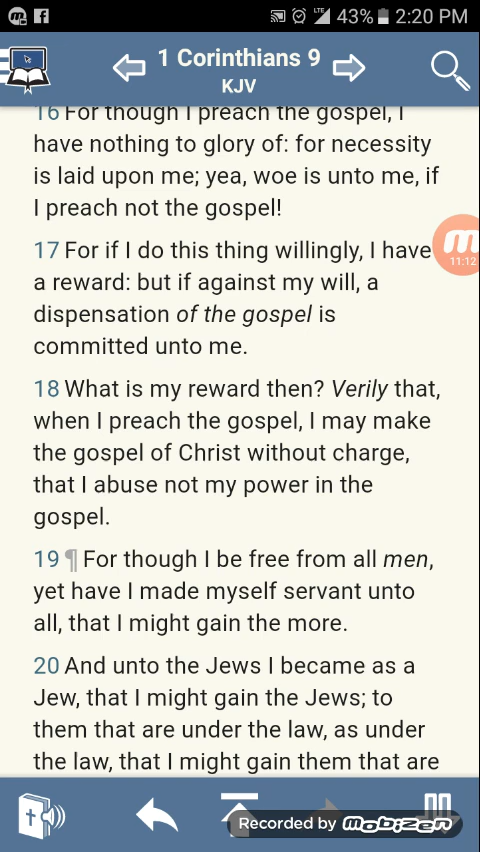 LTE 43% 2:20 PM
1 Corinthians 9
KJV
16 For though I preach the gospel, I
have nothing to glory of: for necessity
is laid upon me; yea, woe is unto me, if
I preach not the gospel!
17 For if I do this thing willingly, I have
a reward: but if against my will, a
dispensation of the gospel is
committed unto me.
11:12
18 What is my reward then? Verily that,
when I preach the gospel, I may make
the gospel of Christ without charge,
that I abuse not my power in the
gospel.
19 ¶ For though I be free from all men,
yet have I made myself servant unto
all, that I might gain the more.
20 And unto the Jews I became as a
Jew, that I might gain the Jews; to
them that are under the law, as under
the law, that I might gain them that are
Recorded by mobizen